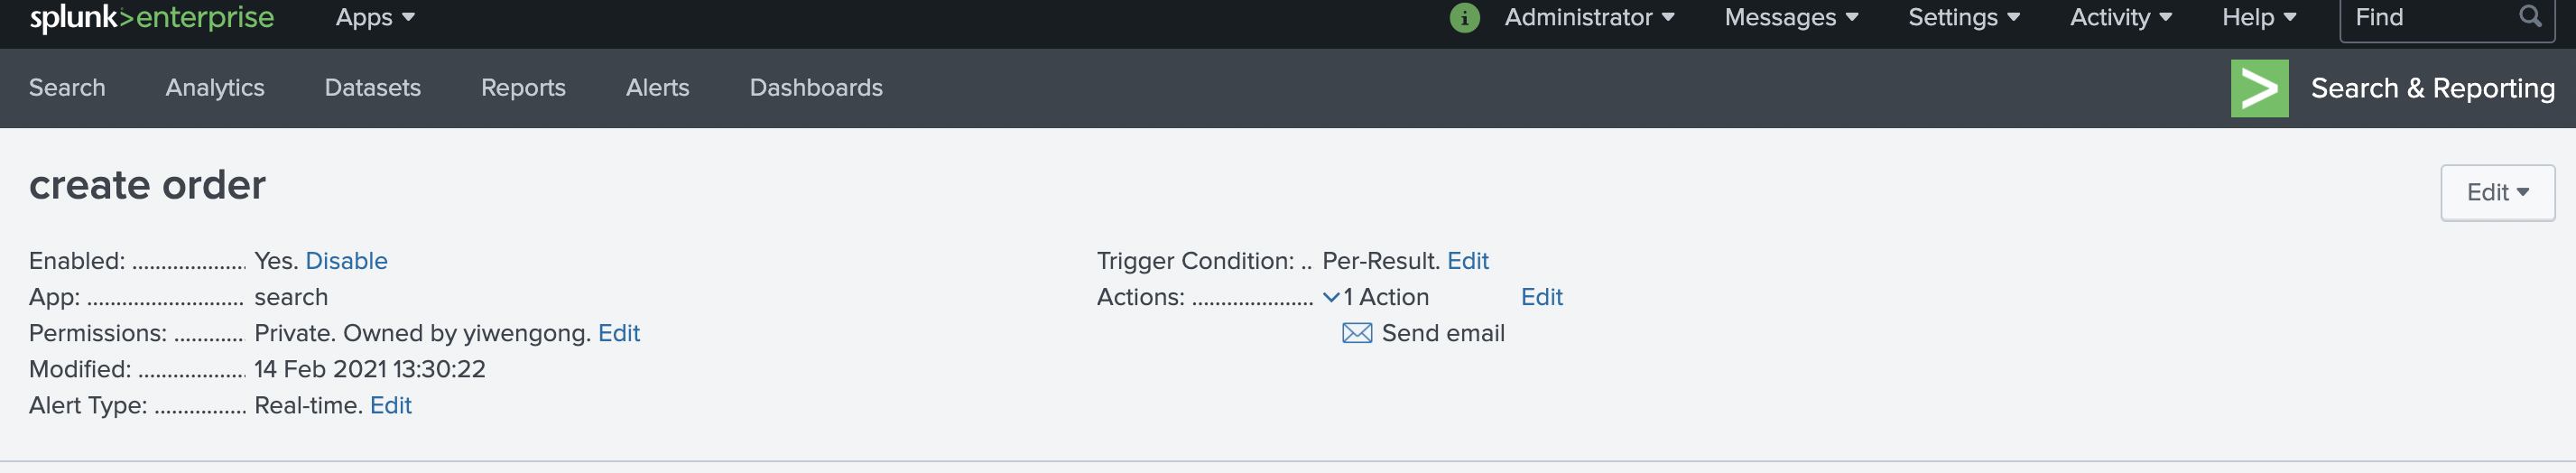 splunk>enterprise Apps i Administrator Messages Settings Activity Help Find
Search Analytics Datasets Reports Alerts Dashboards > Search & Reporting
create order Edit
Enabled: .................... Yes. Disable
App: ........................... search
Permissions: ............ Private. Owned by yiwengong. Edit
Modified: ................... 14 Feb 2021 13:30:22
Alert Type: ................ Real-time. Edit
Trigger Condition: .. Per-Result. Edit
Actions: ..................... 1 Action Edit
Send email